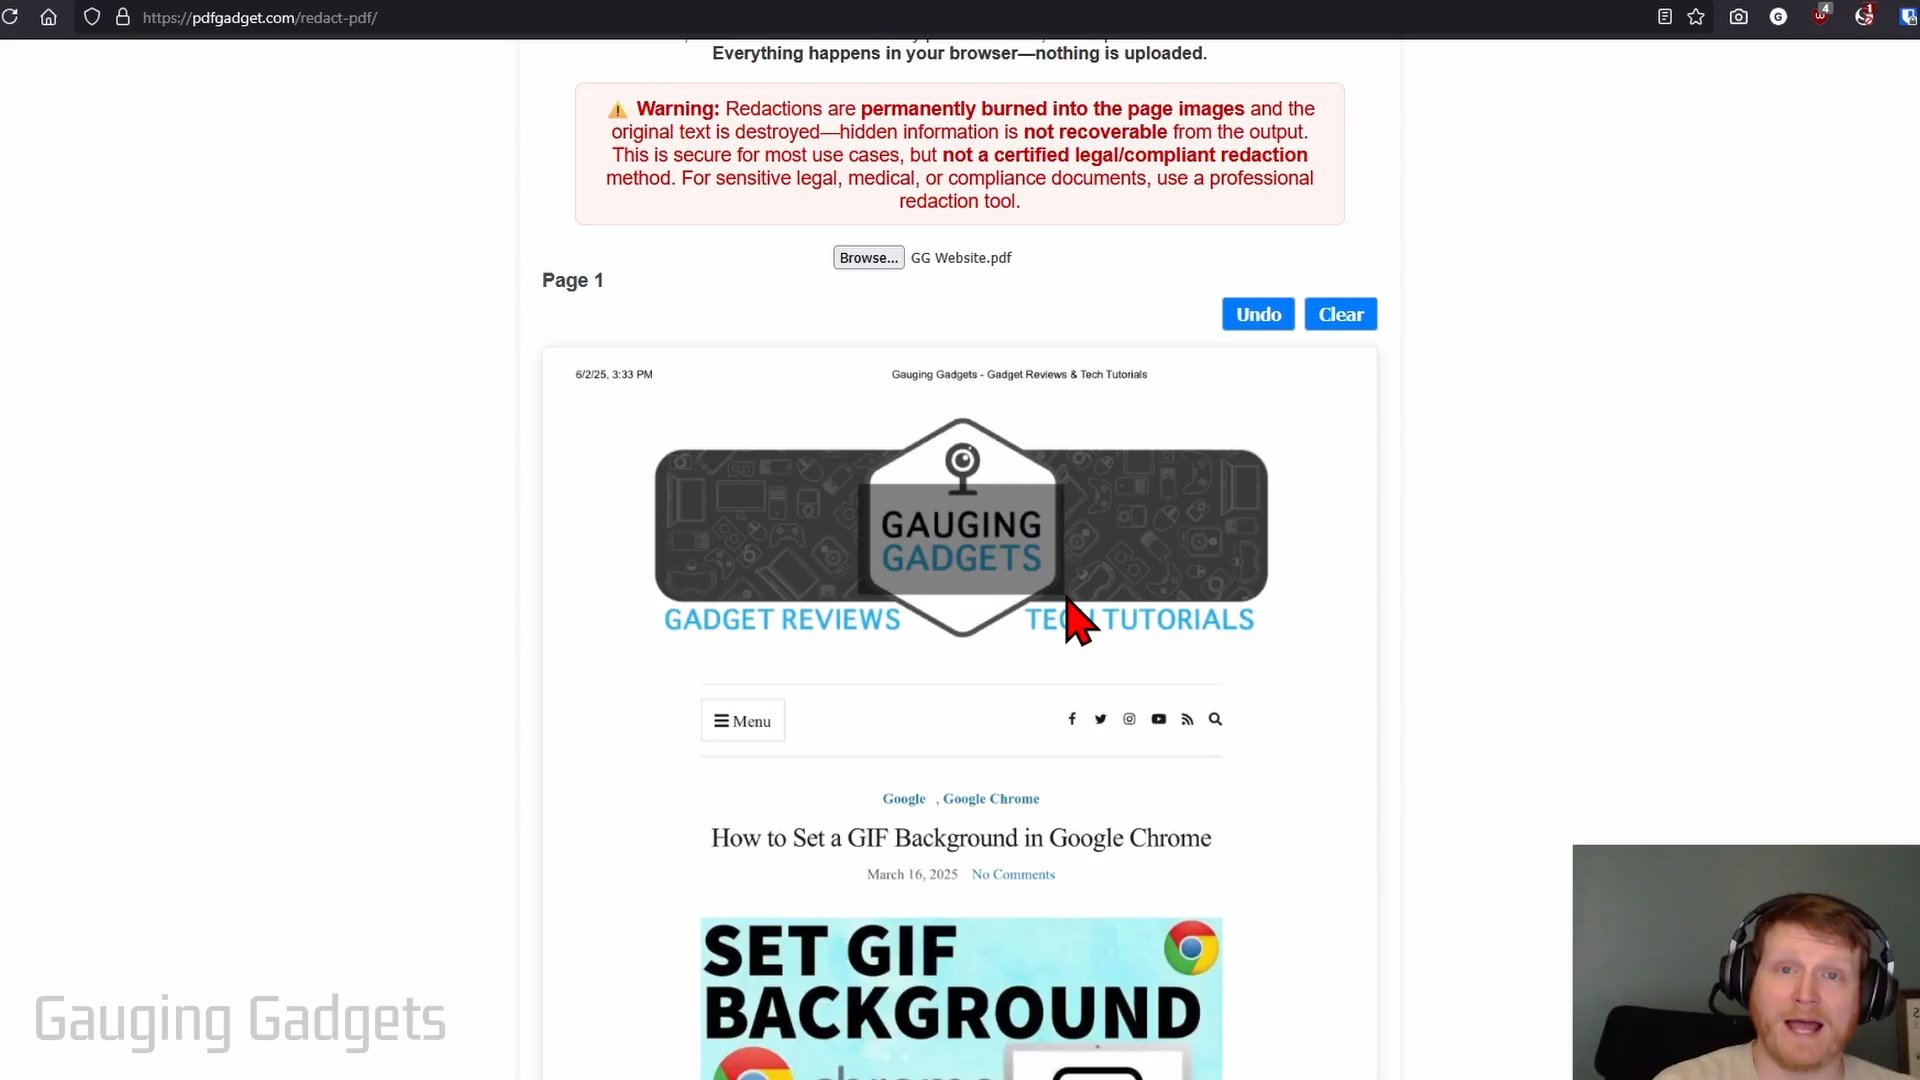 https://pdfgadget.com/redact-pdf/
4
1
Everything happens in your browser—nothing is uploaded.
⚠ Warning: Redactions are permanently burned into the page images and the
original text is destroyed—hidden information is not recoverable from the output.
This is secure for most use cases, but not a certified legal/compliant redaction
method. For sensitive legal, medical, or compliance documents, use a professional
redaction tool.
Browse... GG Website.pdf
Page 1
Undo Clear
6/2/25, 3:33 PM Gauging Gadgets - Gadget Reviews & Tech Tutorials
GAUGING
GADGETS
GADGET REVIEWS TECH TUTORIALS
Menu
Google , Google Chrome
How to Set a GIF Background in Google Chrome
March 16, 2025 No Comments
SET GIF
BACKGROUND
Gauging Gadgets